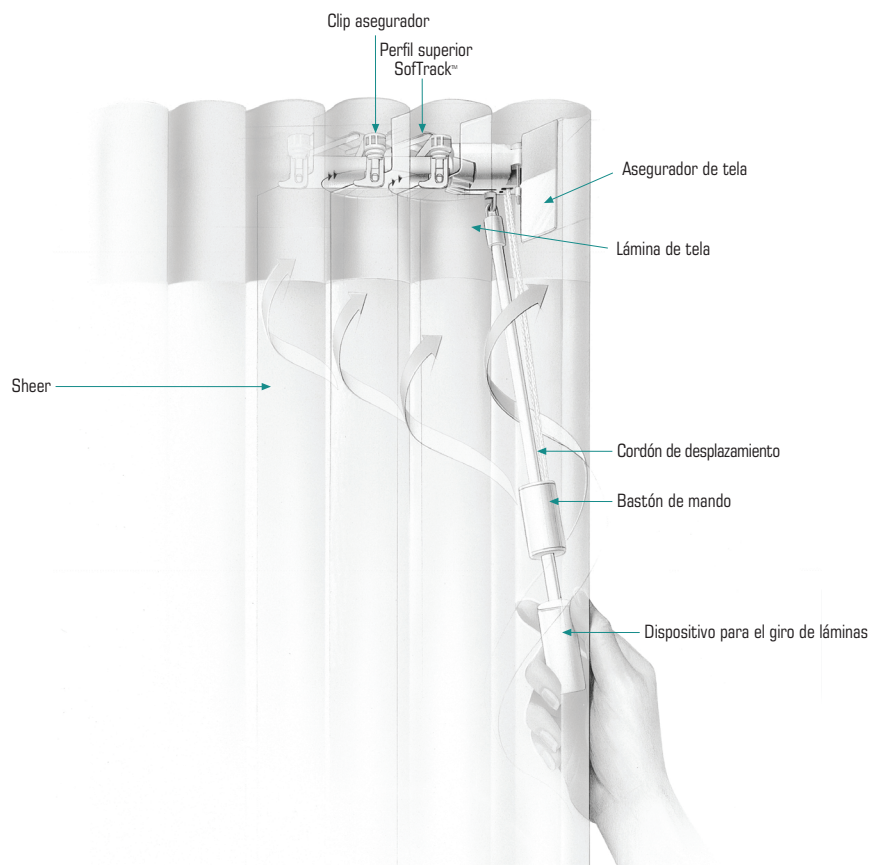 Clip asegurador
Perfil superior
SofTrack™
Asegurador de tela
Lámina de tela
Sheer
Cordón de desplazamiento
Bastón de mando
Dispositivo para el giro de láminas